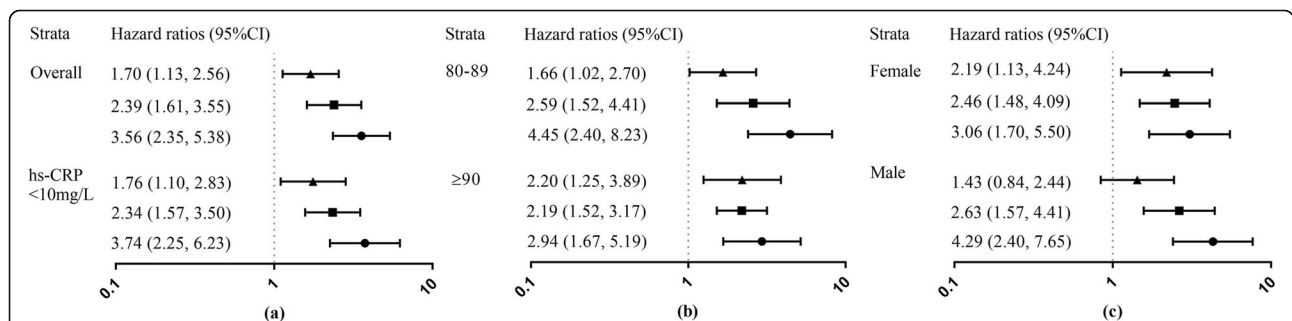 Strata Hazard ratios (95%CI)
Overall 1.70 (1.13, 2.56)
2.39 (1.61, 3.55)
3.56 (2.35, 5.38)
hs-CRP
<10mg/L
1.76 (1.10, 2.83)
2.34 (1.57, 3.50)
3.74 (2.25, 6.23)
0.1 1 10
(a)
Strata Hazard ratios (95%CI)
80-89 1.66 (1.02, 2.70)
2.59 (1.52, 4.41)
4.45 (2.40, 8.23)
≥90 2.20 (1.25, 3.89)
2.19 (1.52, 3.17)
2.94 (1.67, 5.19)
0.1 1 10
(b)
Strata Hazard ratios (95%CI)
Female 2.19 (1.13, 4.24)
2.46 (1.48, 4.09)
3.06 (1.70, 5.50)
Male 1.43 (0.84, 2.44)
2.63 (1.57, 4.41)
4.29 (2.40, 7.65)
0.1 1 10
(c)